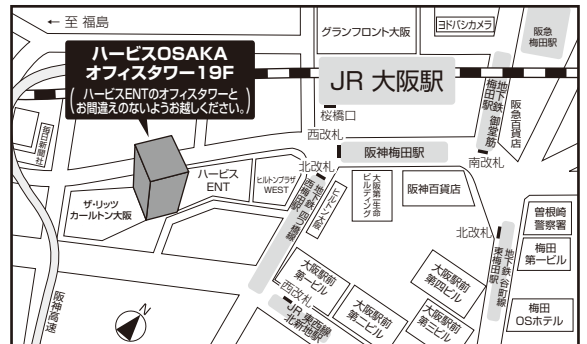 ← 至 福島
ハービスOSAKA
オフィスタワー19F
(ハービスENTのオフィスタワーと
お間違えのないようお越しください。)
グランフロント大阪
ヨドバシカメラ
阪急
梅田駅
JR 大阪駅
桜橋口
西改札
地下鉄 御堂筋
梅田駅
阪急百貨店
南改札
阪神梅田駅
毎日新聞社
ザ・リッツ
カールトン大阪
ハービス
ENT
ヒルトンプラザ
WEST
北改札
地下鉄 四つ橋線
西梅田駅
ヒルトン大阪
大阪第一生命
ビルディング
阪神百貨店
北改札
地下鉄 谷町線
東梅田駅
曽根崎
警察署
梅田
第一ビル
梅田
OSホテル
大阪駅前
第一ビル
大阪駅前
第二ビル
大阪駅前
第三ビル
大阪駅前
第四ビル
西改札
JR 東西線
北新地駅
阪神高速
N